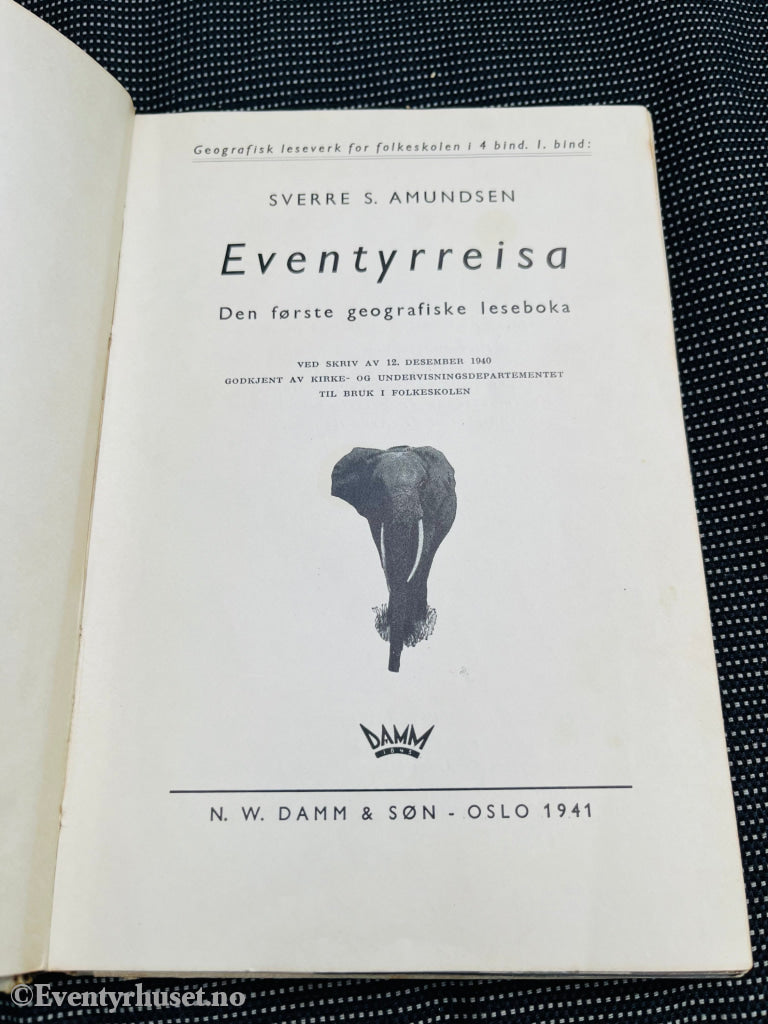 Geografisk leseverk for folkeskolen i 4 bind. I. bind:
SVERRE S. AMUNDSEN
Eventyrreisa
Den første geografiske leseboka
VED SKRIV AV 12. DESEMBER 1940
GODKJENT AV KIRKE- OG UNDERVISNINGSDEPARTEMENTET
TIL BRUK I FOLKESKOLEN
DAMM
1843
N. W. DAMM & SØN - OSLO 1941
©Eventyrhuset.no